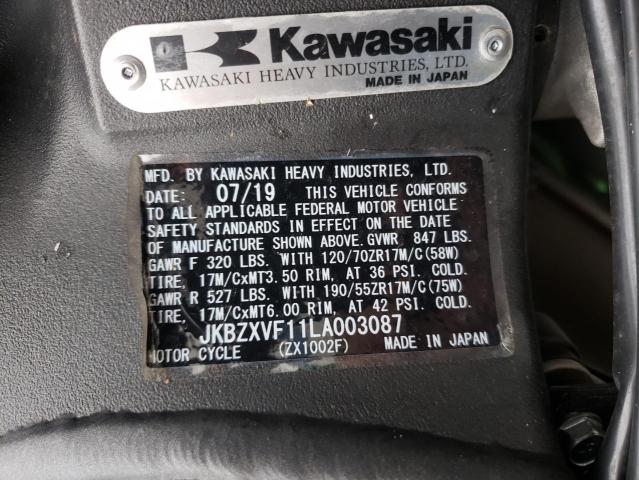 Kawasaki
KAWASAKI HEAVY INDUSTRIES, LTD.
MADE IN JAPAN
MFD. BY KAWASAKI HEAVY INDUSTRIES, LTD.
DATE: 07/19 THIS VEHICLE CONFORMS
TO ALL APPLICABLE FEDERAL MOTOR VEHICLE
SAFETY STANDARDS IN EFFECT ON THE DATE
OF MANUFACTURE SHOWN ABOVE. GVWR 847 LBS.
GAWR F 320 LBS. WITH 120/70ZR17M/C(58W)
TIRE, 17M/CxMT3.50 RIM, AT 36 PSI. COLD.
GAWR R 527 LBS. WITH 190/55ZR17M/C(75W)
TIRE, 17M/CxMT6.00 RIM, AT 42 PSI. COLD.
JKBZXVF11LA003087
MOTOR CYCLE (ZX1002F) MADE IN JAPAN